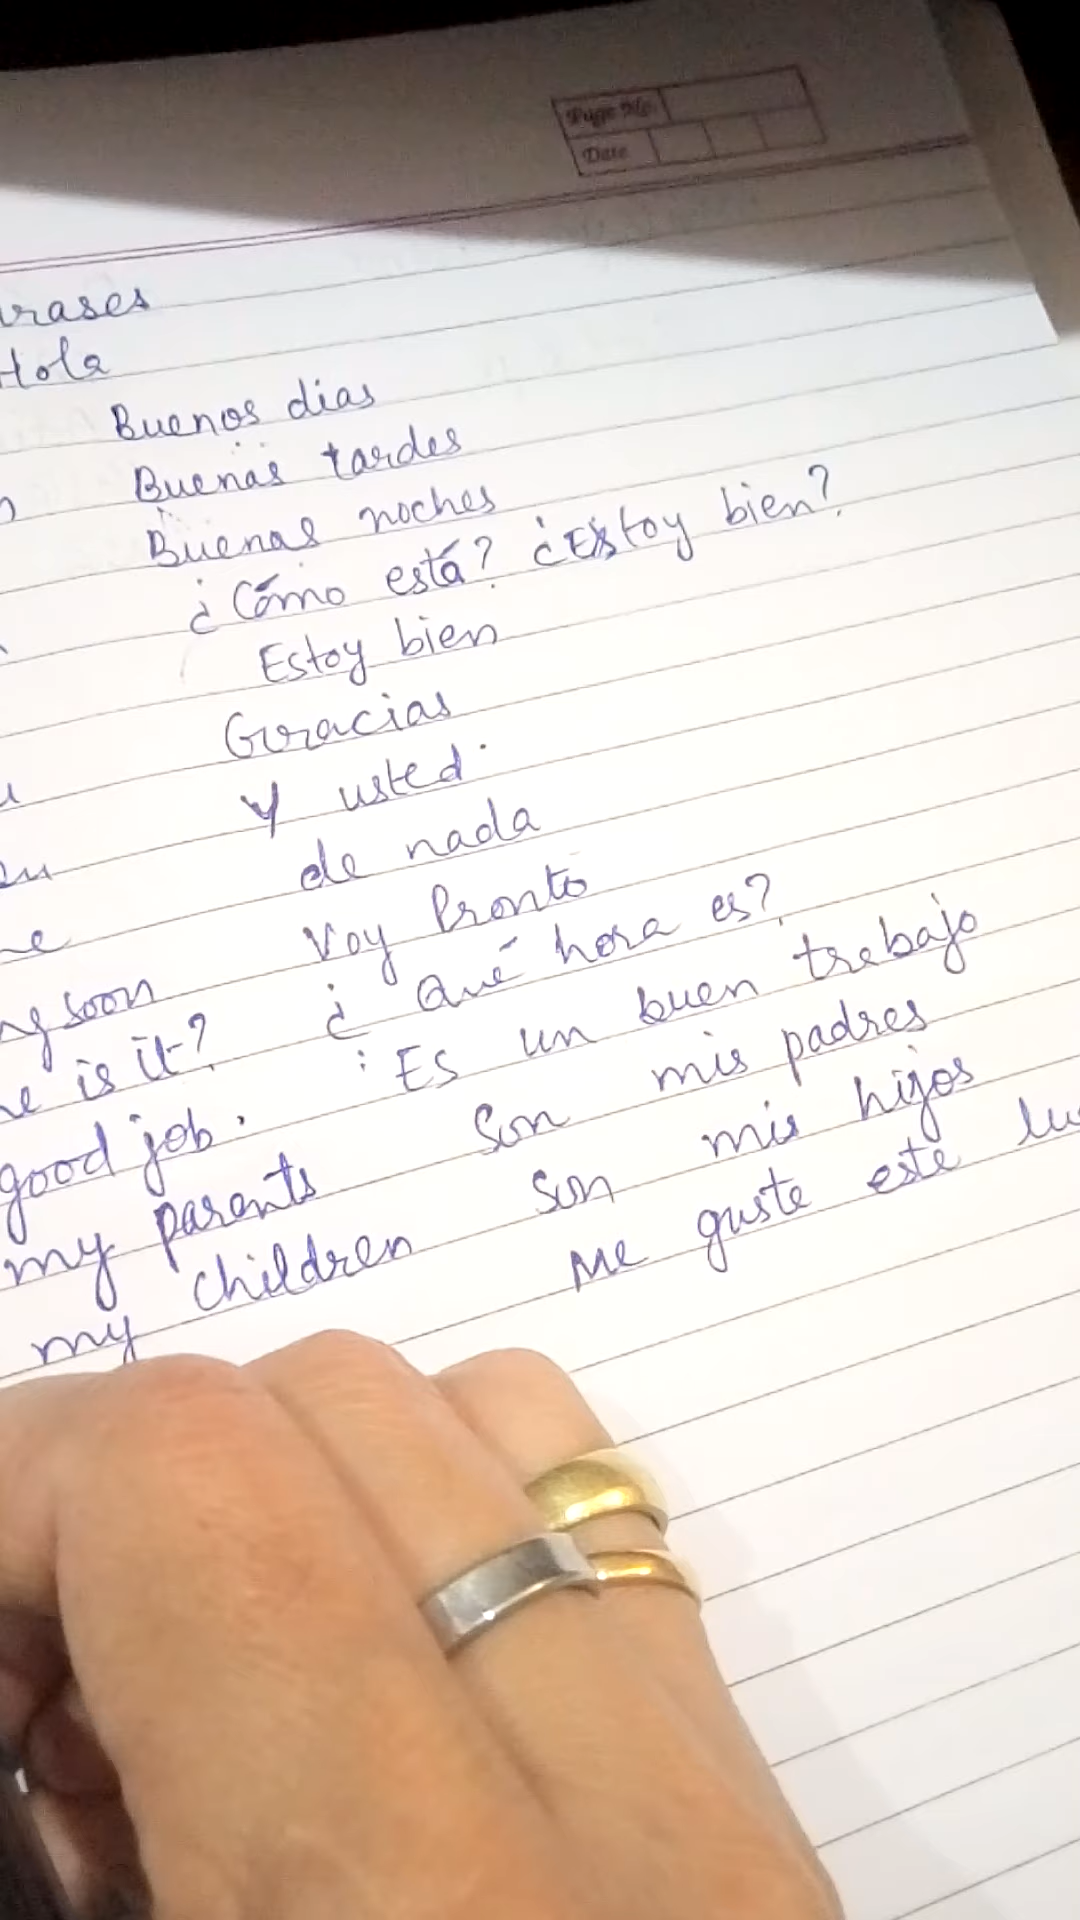 Page No.
Date
Hola
Buenos dias
Buenas tardes
Buenas noches
¿Cómo está? ¿Estoy bien?
Estoy bien
Gracias
Y usted.
de nada
Voy Pronto
soon ¿ Qué hora es?
is it? ¡ES un buen trebajo
good job. Son mis padres
my parents Son mis hijos
my children Me guste este